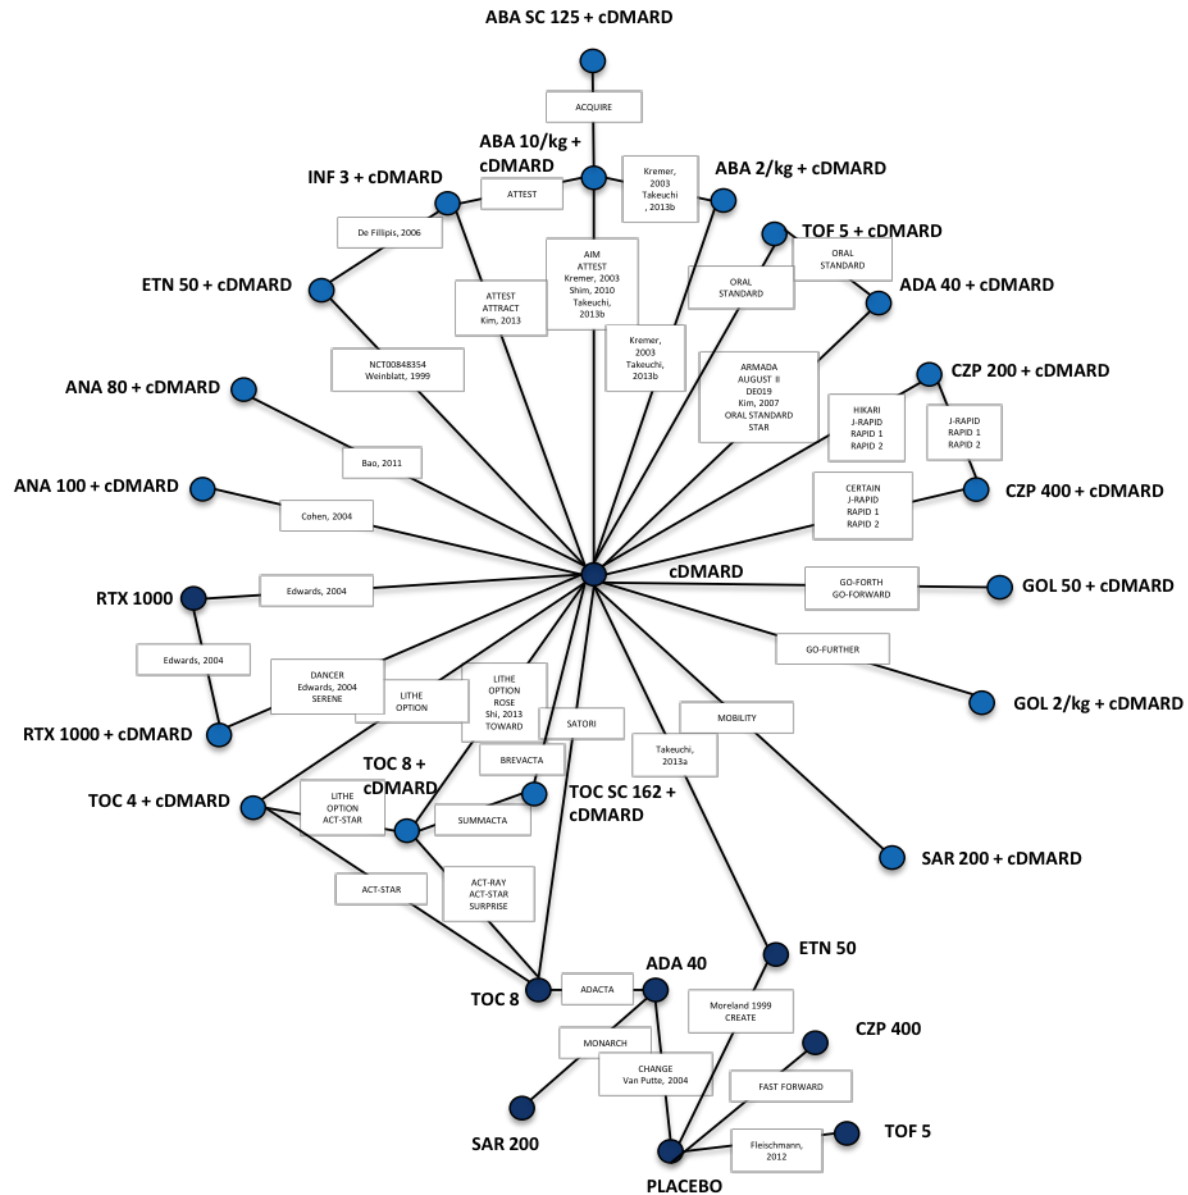 ABA SC 125 + cDMARD
ACQUIRE
ABA 10/kg +
cDMARD
Kremer,
2003
Takeuchi
, 2013b
ABA 2/kg + cDMARD
INF 3 + cDMARD
ATTEST
De Fillipis, 2006
TOF 5 + cDMARD
ORAL
STANDARD
ETN 50 + cDMARD
ATTEST
ATTRACT
Kim, 2013
AIM
ATTEST
Kremer, 2003
Shim, 2010
Takeuchi,
2013b
ORAL
STANDARD
ADA 40 + cDMARD
Kremer,
2003
Takeuchi,
2013b
NCT00848354
Weinblatt, 1999
ARMADA
AUGUST II
DE019
Kim, 2007
ORAL STANDARD
STAR
CZP 200 + cDMARD
ANA 80 + cDMARD
HIKARI
J-RAPID
RAPID 1
RAPID 2
J-RAPID
RAPID 1
RAPID 2
Bao, 2011
ANA 100 + cDMARD
CERTAIN
J-RAPID
RAPID 1
RAPID 2
CZP 400 + cDMARD
Cohen, 2004
cDMARD
RTX 1000
Edwards, 2004
GO-FORTH
GO-FORWARD
GOL 50 + cDMARD
Edwards, 2004
GO-FURTHER
DANCER
Edwards, 2004
SERENE
LITHE
OPTION
LITHE
OPTION
ROSE
Shi, 2013
TOWARD
SATORI
MOBILITY
GOL 2/kg + cDMARD
RTX 1000 + cDMARD
Takeuchi,
2013a
BREVACTA
TOC 8 +
cDMARD
TOC 4 + cDMARD
LITHE
OPTION
ACT-STAR
SUMMACTA
TOC SC 162 +
cDMARD
SAR 200 + cDMARD
ACT-STAR
ACT-RAY
ACT-STAR
SURPRISE
ETN 50
ADA 40
TOC 8
ADACTA
Moreland 1999
CREATE
CZP 400
MONARCH
CHANGE
Van Putte, 2004
FAST FORWARD
SAR 200
TOF 5
Fleischmann,
2012
PLACEBO